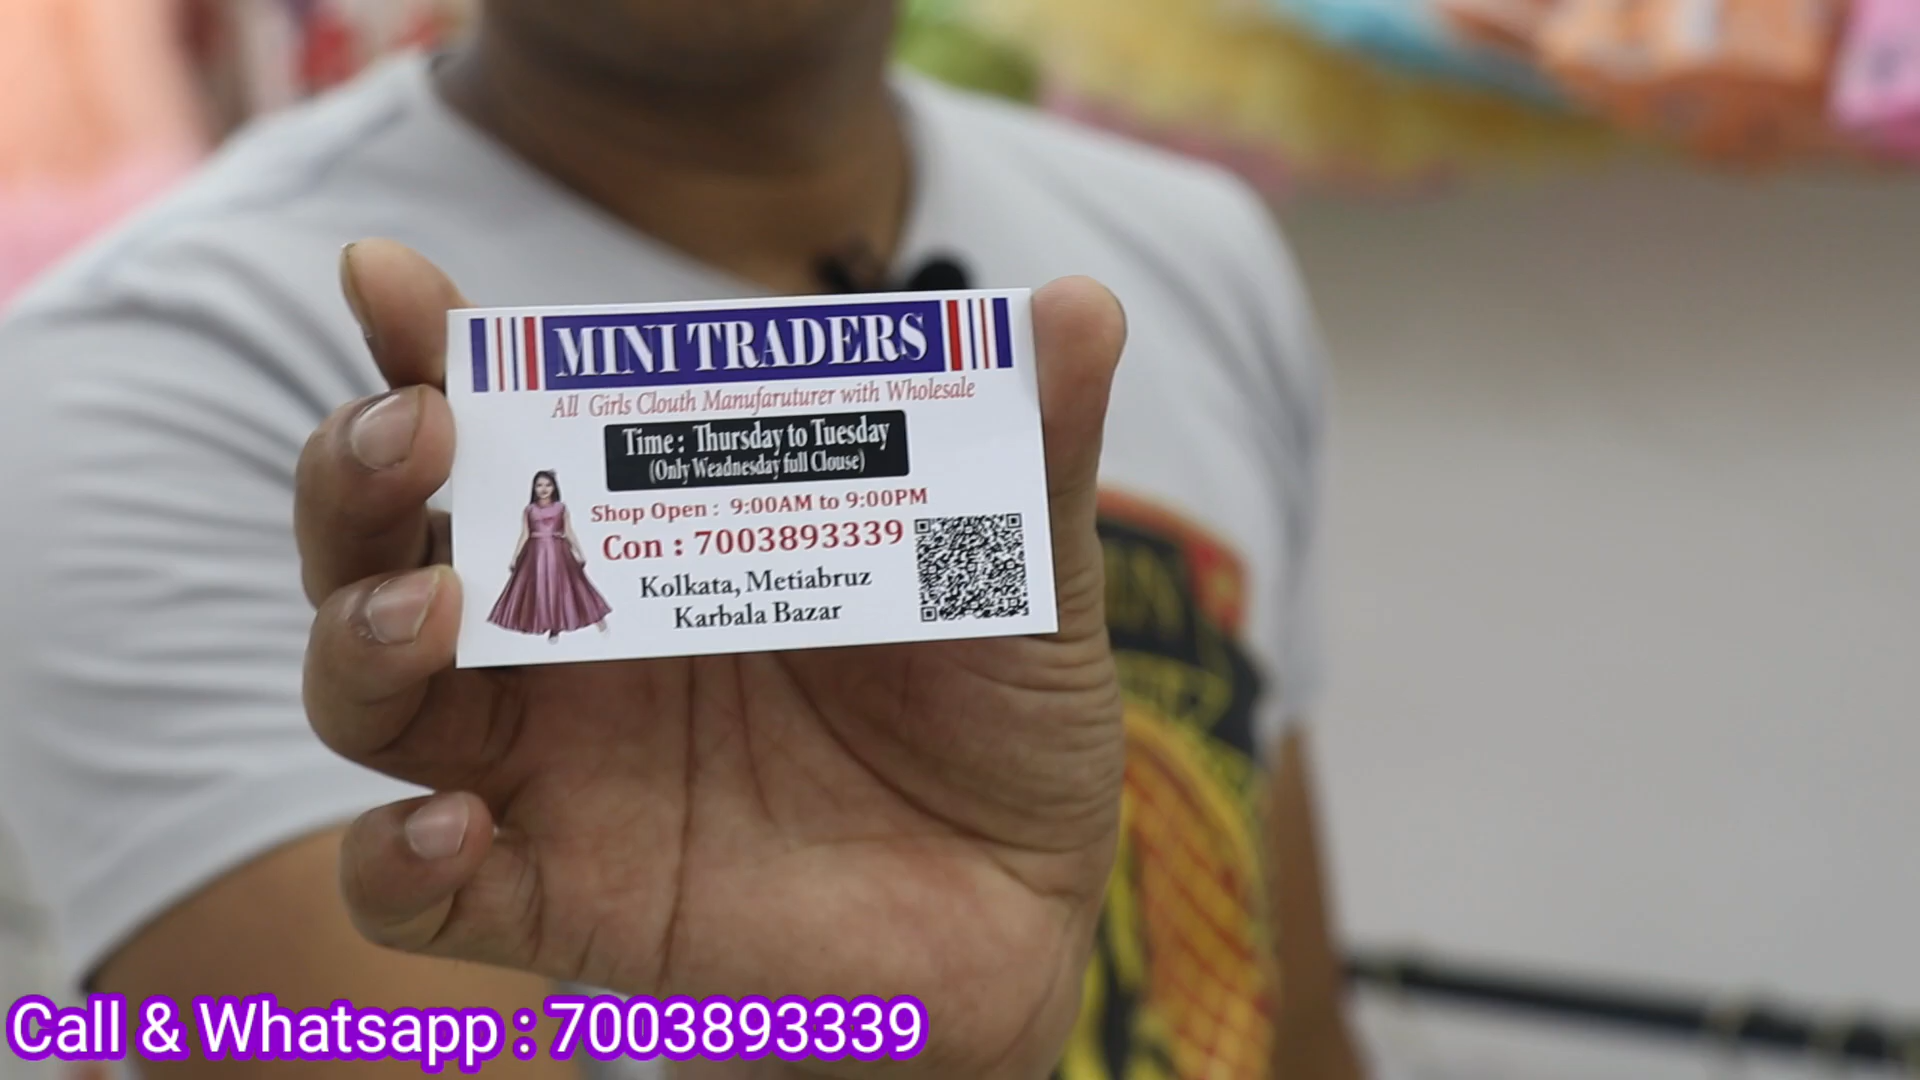 MINI TRADERS
All Girls Clouth Manufaruturer with Wholesale
Time : Thursday to Tuesday
(Only Weadnesday full Clouse)
Shop Open : 9:00AM to 9:00PM
Con : 7003893339
Kolkata, Metiabruz
Karbala Bazar
Call & Whatsapp : 7003893339